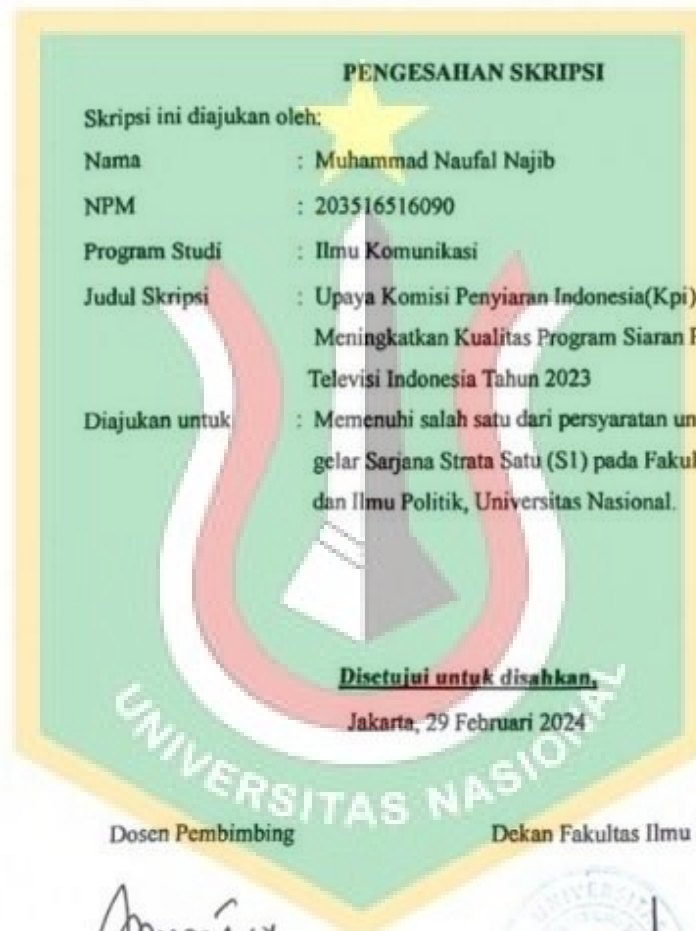 PENGESAHAN SKRIPSI
Skripsi ini diajukan oleh:
Nama : Muhammad Naufal Najib
NPM : 203516516090
Program Studi : Ilmu Komunikasi
Judul Skripsi : Upaya Komisi Penyiaran Indonesia(Kpi)
Meningkatkan Kualitas Program Siaran
Televisi Indonesia Tahun 2023
Diajukan untuk : Memenuhi salah satu dari persyaratan un
gelar Sarjana Strata Satu (S1) pada Fakul
dan Ilmu Politik, Universitas Nasional.
Disetujui untuk disahkan,
Jakarta, 29 Februari 2024
UNIVERSITAS NASIONAL
Dosen Pembimbing Dekan Fakultas Ilmu